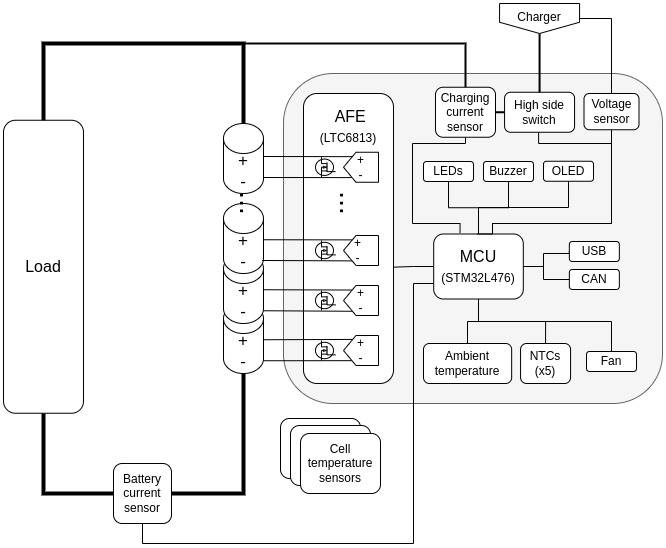 Charger
Charging
current
sensor
High side
switch
Voltage
sensor
AFE
(LTC6813)
LEDs
Buzzer
OLED
+
-
+
-
+
-
+
-
+
-
+
-
+
-
+
-
Load
MCU
(STM32L476)
USB
CAN
Ambient
temperature
NTCs
(x5)
Fan
Cell
temperature
sensors
Battery
current
sensor